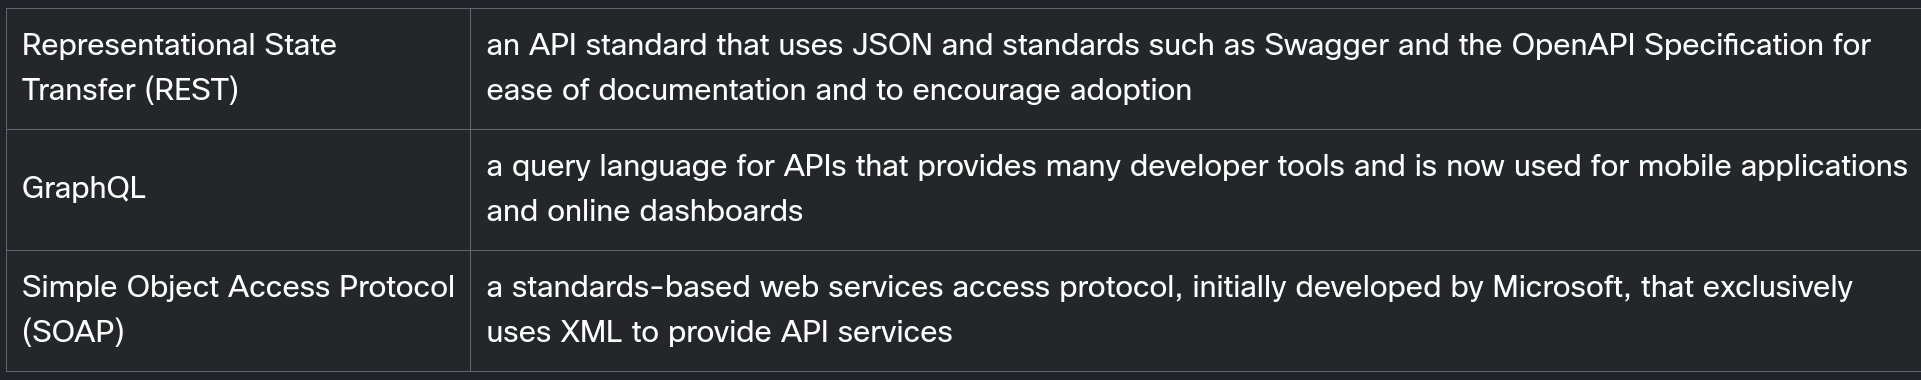 Representational State
Transfer (REST)
an API standard that uses JSON and standards such as Swagger and the OpenAPI Specification for
ease of documentation and to encourage adoption
GraphQL
a query language for APIs that provides many developer tools and is now used for mobile applications
and online dashboards
Simple Object Access Protocol
(SOAP)
a standards-based web services access protocol, initially developed by Microsoft, that exclusively
uses XML to provide API services